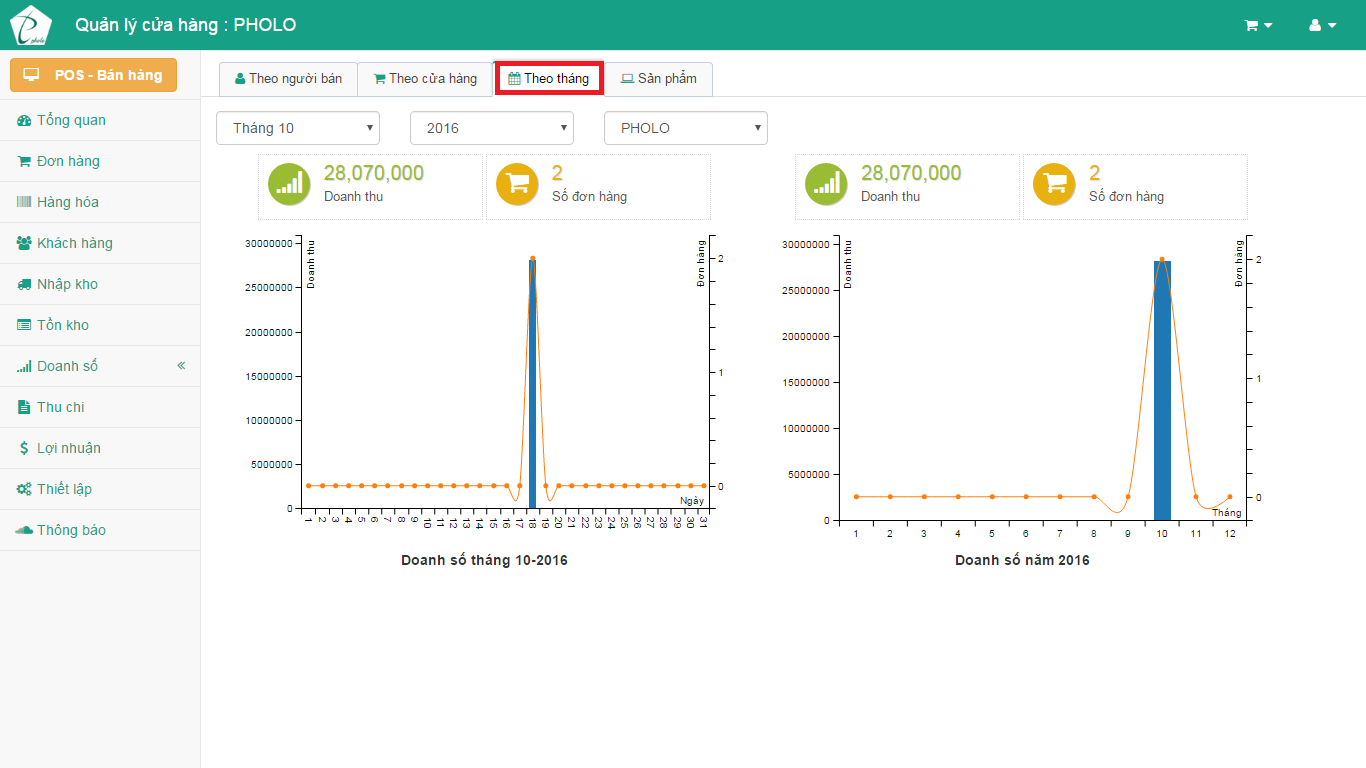 pholo
Quản lý cửa hàng : PHOLO
POS - Bán hàng
Tổng quan
Đơn hàng
Hàng hóa
Khách hàng
Nhập kho
Tồn kho
Doanh số
Thu chi
Lợi nhuận
Thiết lập
Thông báo
Theo người bán
Theo cửa hàng
Theo tháng
Sản phẩm
Tháng 10
2016
PHOLO
28,070,000
Doanh thu
2
Số đơn hàng
30000000
25000000
20000000
15000000
10000000
5000000
0
Doanh thu
Đơn hàng
2
1
0
Ngày
1 2 3 4 5 6 7 8 9 10 11 12 13 14 15 16 17 18 19 20 21 22 23 24 25 26 27 28 29 30 31
Doanh số tháng 10-2016
28,070,000
Doanh thu
2
Số đơn hàng
30000000
25000000
20000000
15000000
10000000
5000000
0
Doanh thu
Đơn hàng
2
1
0
Tháng
1 2 3 4 5 6 7 8 9 10 11 12
Doanh số năm 2016